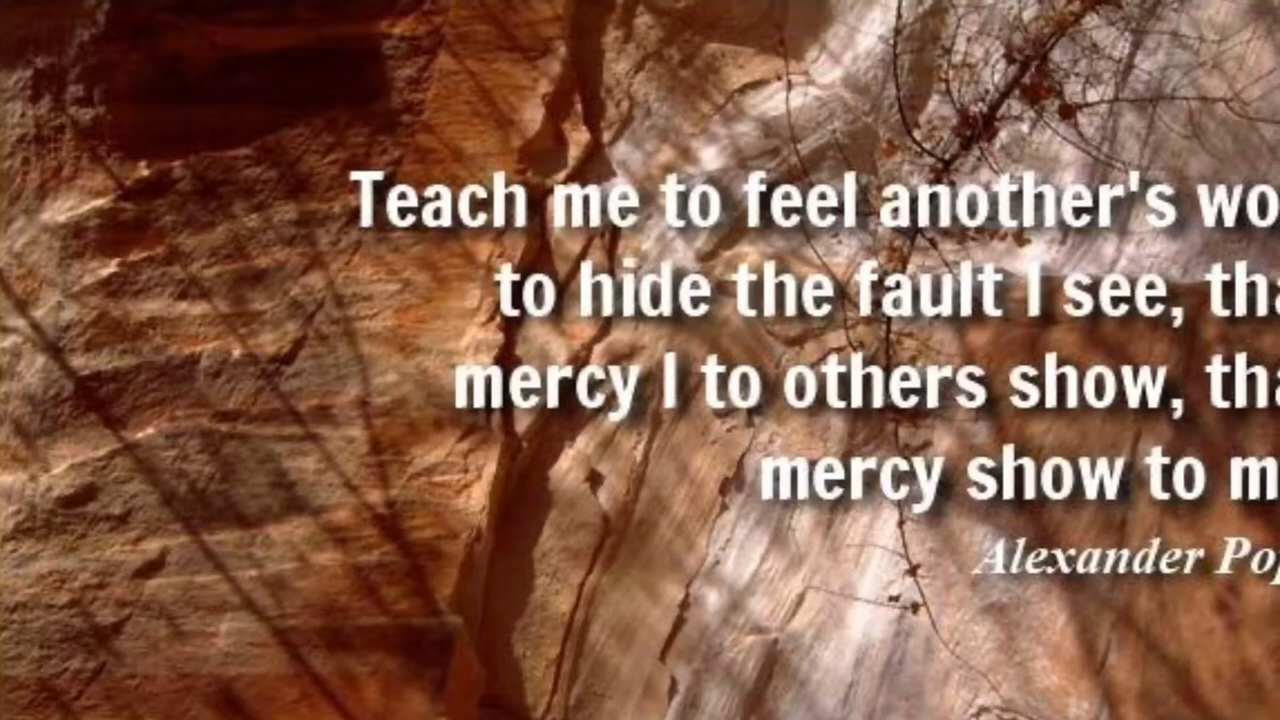 Teach me to feel another's wo
to hide the fault I see, tha
mercy I to others show, tha
mercy show to m
Alexander Pop